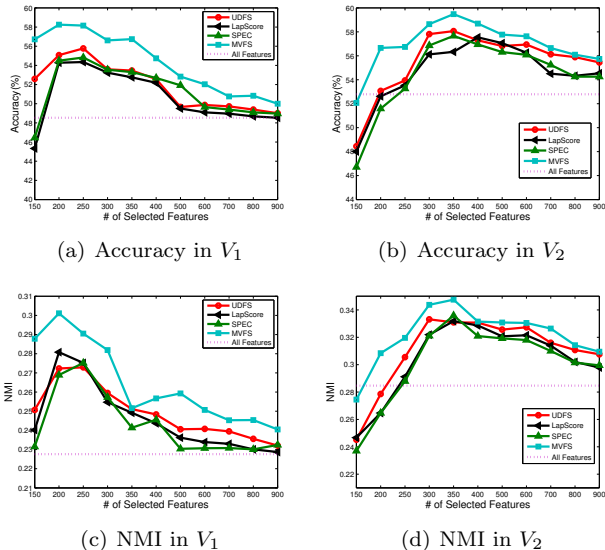 60
58
56
54
52
50
48
46
44
42
40
Accuracy(%)
150 200 250 300 350 400 500 600 700 800 900
# of Selected Features
UDFS
LapScore
SPEC
MVFS
All Features
(a) Accuracy in V1
60
58
56
54
52
50
48
46
44
Accuracy(%)
150 200 250 300 350 400 500 600 700 800 900
# of Selected Features
UDFS
LapScore
SPEC
MVFS
All Features
(b) Accuracy in V2
0.31
0.3
0.29
0.28
0.27
0.26
0.25
0.24
0.23
0.22
0.21
NMI
150 200 250 300 350 400 500 600 700 800 900
# of Selected Features
UDFS
LapScore
SPEC
MVFS
All Features
(c) NMI in V1
0.34
0.32
0.3
0.28
0.26
0.24
0.22
NMI
150 200 250 300 350 400 500 600 700 800 900
# of Selected Features
UDFS
LapScore
SPEC
MVFS
All Features
(d) NMI in V2